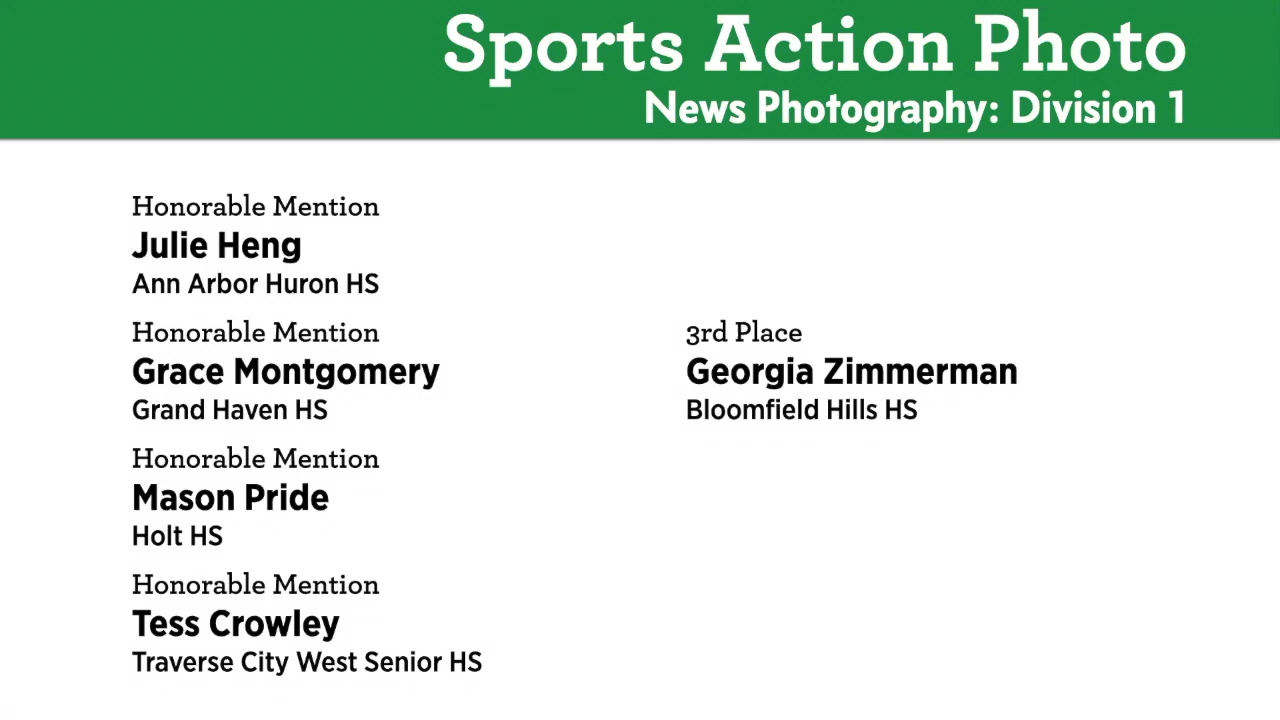 Sports Action Photo
News Photography: Division 1
Honorable Mention
Julie Heng
Ann Arbor Huron HS
Honorable Mention
Grace Montgomery
Grand Haven HS
Honorable Mention
Mason Pride
Holt HS
Honorable Mention
Tess Crowley
Traverse City West Senior HS
3rd Place
Georgia Zimmerman
Bloomfield Hills HS